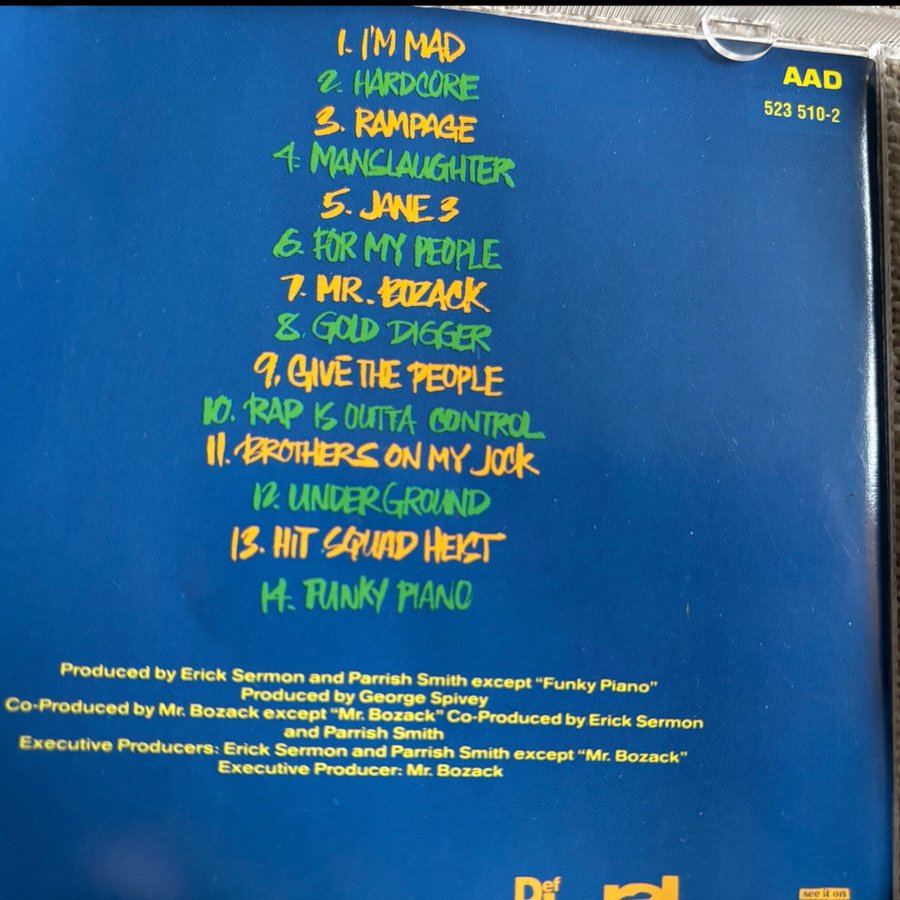 1. I'M MAD
2. HARDCORE
3. RAMPAGE
4. MANSLAUGHTER
5. JANE 3
6. FOR MY PEOPLE
7. MR. BOZACK
8. GOLD DIGGER
9. GIVE THE PEOPLE
10. RAP IS OUTTA CONTROL
11. BROTHERS ON MY JOCK
12. UNDERGROUND
13. HIT SQUAD HEIST
14. FUNKY PIANO
AAD
523 510-2
Produced by Erick Sermon and Parrish Smith except "Funky Piano"
Produced by George Spivey
Co-Produced by Mr. Bozack except "Mr. Bozack" Co-Produced by Erick Sermon
and Parrish Smith
Executive Producers: Erick Sermon and Parrish Smith except "Mr. Bozack"
Executive Producer: Mr. Bozack
Def
see it on